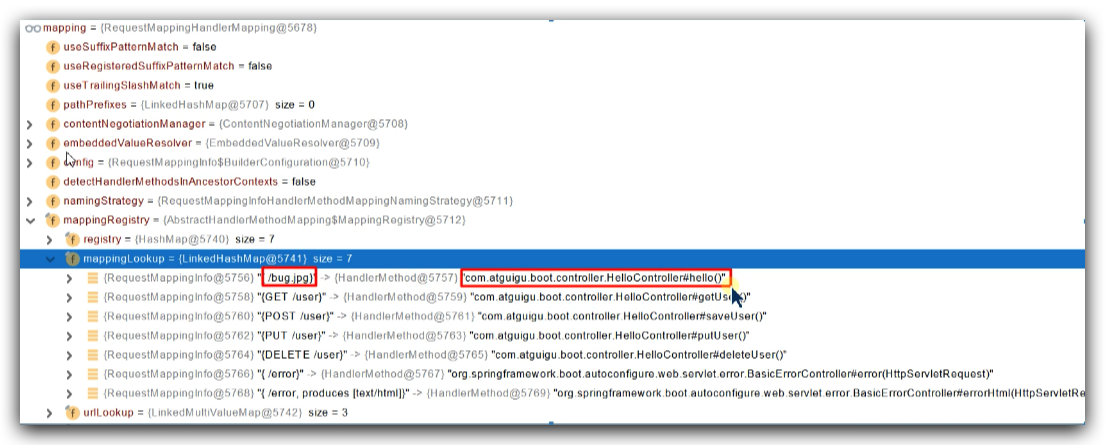 mapping = {RequestMappingHandlerMapping@5678}
f useSuffixPatternMatch = false
f useRegisteredSuffixPatternMatch = false
f useTrailingSlashMatch = true
f pathPrefixes = {LinkedHashMap@5707} size = 0
f contentNegotiationManager = {ContentNegotiationManager@5708}
f embeddedValueResolver = {EmbeddedValueResolver@5709}
f config = {RequestMappingInfo$BuilderConfiguration@5710}
f detectHandlerMethodsInAncestorContexts = false
f namingStrategy = {RequestMappingInfoHandlerMethodMappingNamingStrategy@5711}
f mappingRegistry = {AbstractHandlerMethodMapping$MappingRegistry@5712}
f registry = {HashMap@5740} size = 7
f mappingLookup = {LinkedHashMap@5741} size = 7
{RequestMappingInfo@5756} "{ /bug.jpg}" -> {HandlerMethod@5757} "com.atguigu.boot.controller.HelloController#hello()"
{RequestMappingInfo@5758} "{GET /user}" -> {HandlerMethod@5759} "com.atguigu.boot.controller.HelloController#getUser()"
{RequestMappingInfo@5760} "{POST /user}" -> {HandlerMethod@5761} "com.atguigu.boot.controller.HelloController#saveUser()"
{RequestMappingInfo@5762} "{PUT /user}" -> {HandlerMethod@5763} "com.atguigu.boot.controller.HelloController#putUser()"
{RequestMappingInfo@5764} "{DELETE /user}" -> {HandlerMethod@5765} "com.atguigu.boot.controller.HelloController#deleteUser()"
{RequestMappingInfo@5766} "{ /error}" -> {HandlerMethod@5767} "org.springframework.boot.autoconfigure.web.servlet.error.BasicErrorController#error(HttpServletRequest)"
{RequestMappingInfo@5768} "{ /error, produces [text/html]}" -> {HandlerMethod@5769} "org.springframework.boot.autoconfigure.web.servlet.error.BasicErrorController#errorHtml(HttpServletRe
f urlLookup = {LinkedMultiValueMap@5742} size = 3